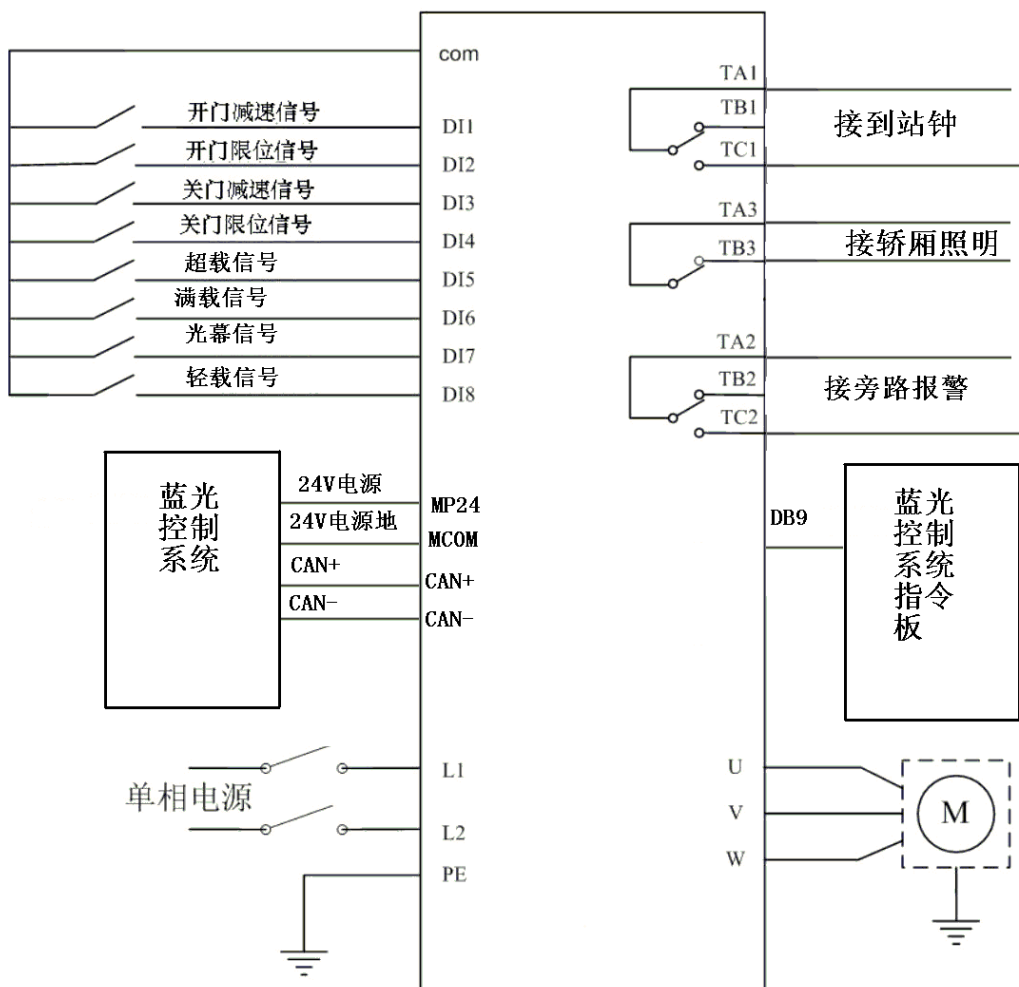 com
开门减速信号
DI1
开门限位信号
DI2
关门减速信号
DI3
关门限位信号
DI4
超载信号
DI5
满载信号
DI6
光幕信号
DI7
轻载信号
DI8
TA1
TB1
TC1
接到站钟
TA3
TB3
接轿厢照明
TA2
TB2
TC2
接旁路报警
蓝光
控制
系统
24V电源
MP24
24V电源地
MCOM
CAN+
CAN+
CAN-
CAN-
DB9
蓝光
控制
系统
指令
板
单相电源
L1
L2
PE
U
V
W
M